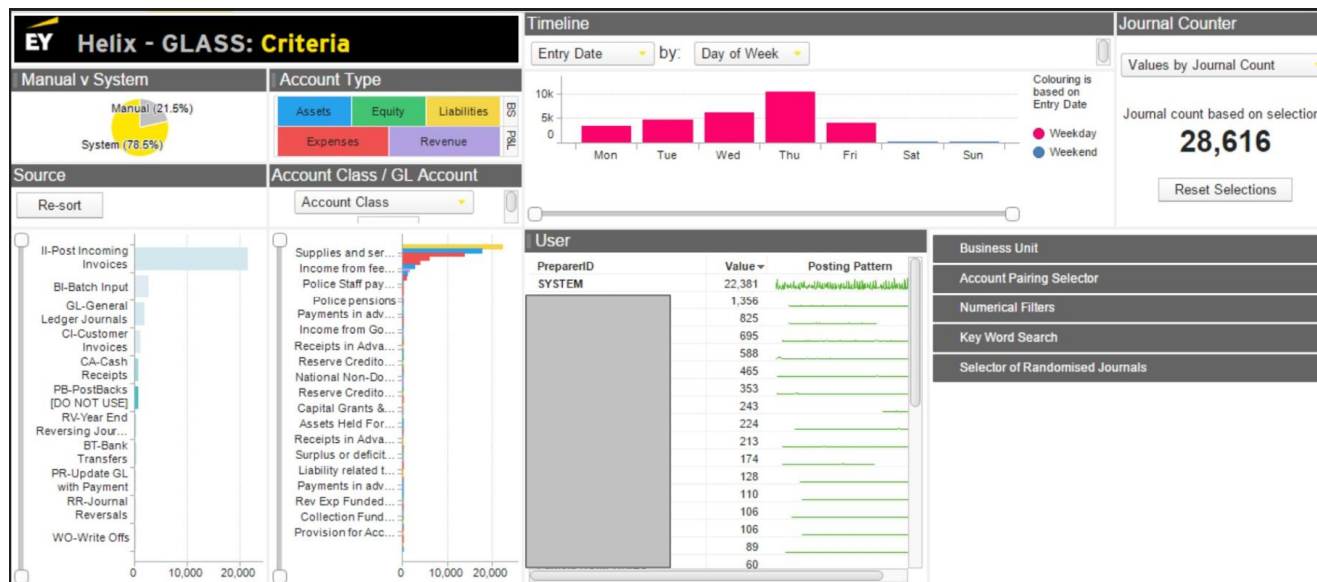 EY Helix - GLASS: Criteria
Manual v System
Manual (21.5%)
System (78.5%)
Account Type
Assets Equity Liabilities BS
Expenses Revenue P&L
Timeline
Entry Date by: Day of Week
10k
5k
0
Mon Tue Wed Thu Fri Sat Sun
Colouring is
based on
Entry Date
Weekday
Weekend
Journal Counter
Values by Journal Count
Journal count based on selection
28,616
Reset Selections
Source
Re-sort
II-Post Incoming
Invoices
BI-Batch Input
GL-General
Ledger Journals
CI-Customer
Invoices
CA-Cash
Receipts
PB-PostBacks
[DO NOT USE]
RV-Year End
Reversing Jour...
BT-Bank
Transfers
PR-Update GL
with Payment
RR-Journal
Reversals
WO-Write Offs
0 10,000 20,000
Account Class / GL Account
Account Class
Supplies and ser...
Income from fee...
Police Staff pay...
Police pensions
Payments in adv...
Income from Go...
Receipts in Adva...
Reserve Credito...
National Non-Do...
Reserve Credito...
Capital Grants &...
Assets Held For...
Receipts in Adva...
Surplus or deficit...
Liability related t...
Payments in adv...
Rev Exp Funded...
Collection Fund...
Provision for Acc...
0 10,000 20,000
User
PreparerID Value Posting Pattern
SYSTEM 22,381
1,356
825
695
588
465
353
243
224
213
174
128
110
106
106
89
60
Business Unit
Account Pairing Selector
Numerical Filters
Key Word Search
Selector of Randomised Journals